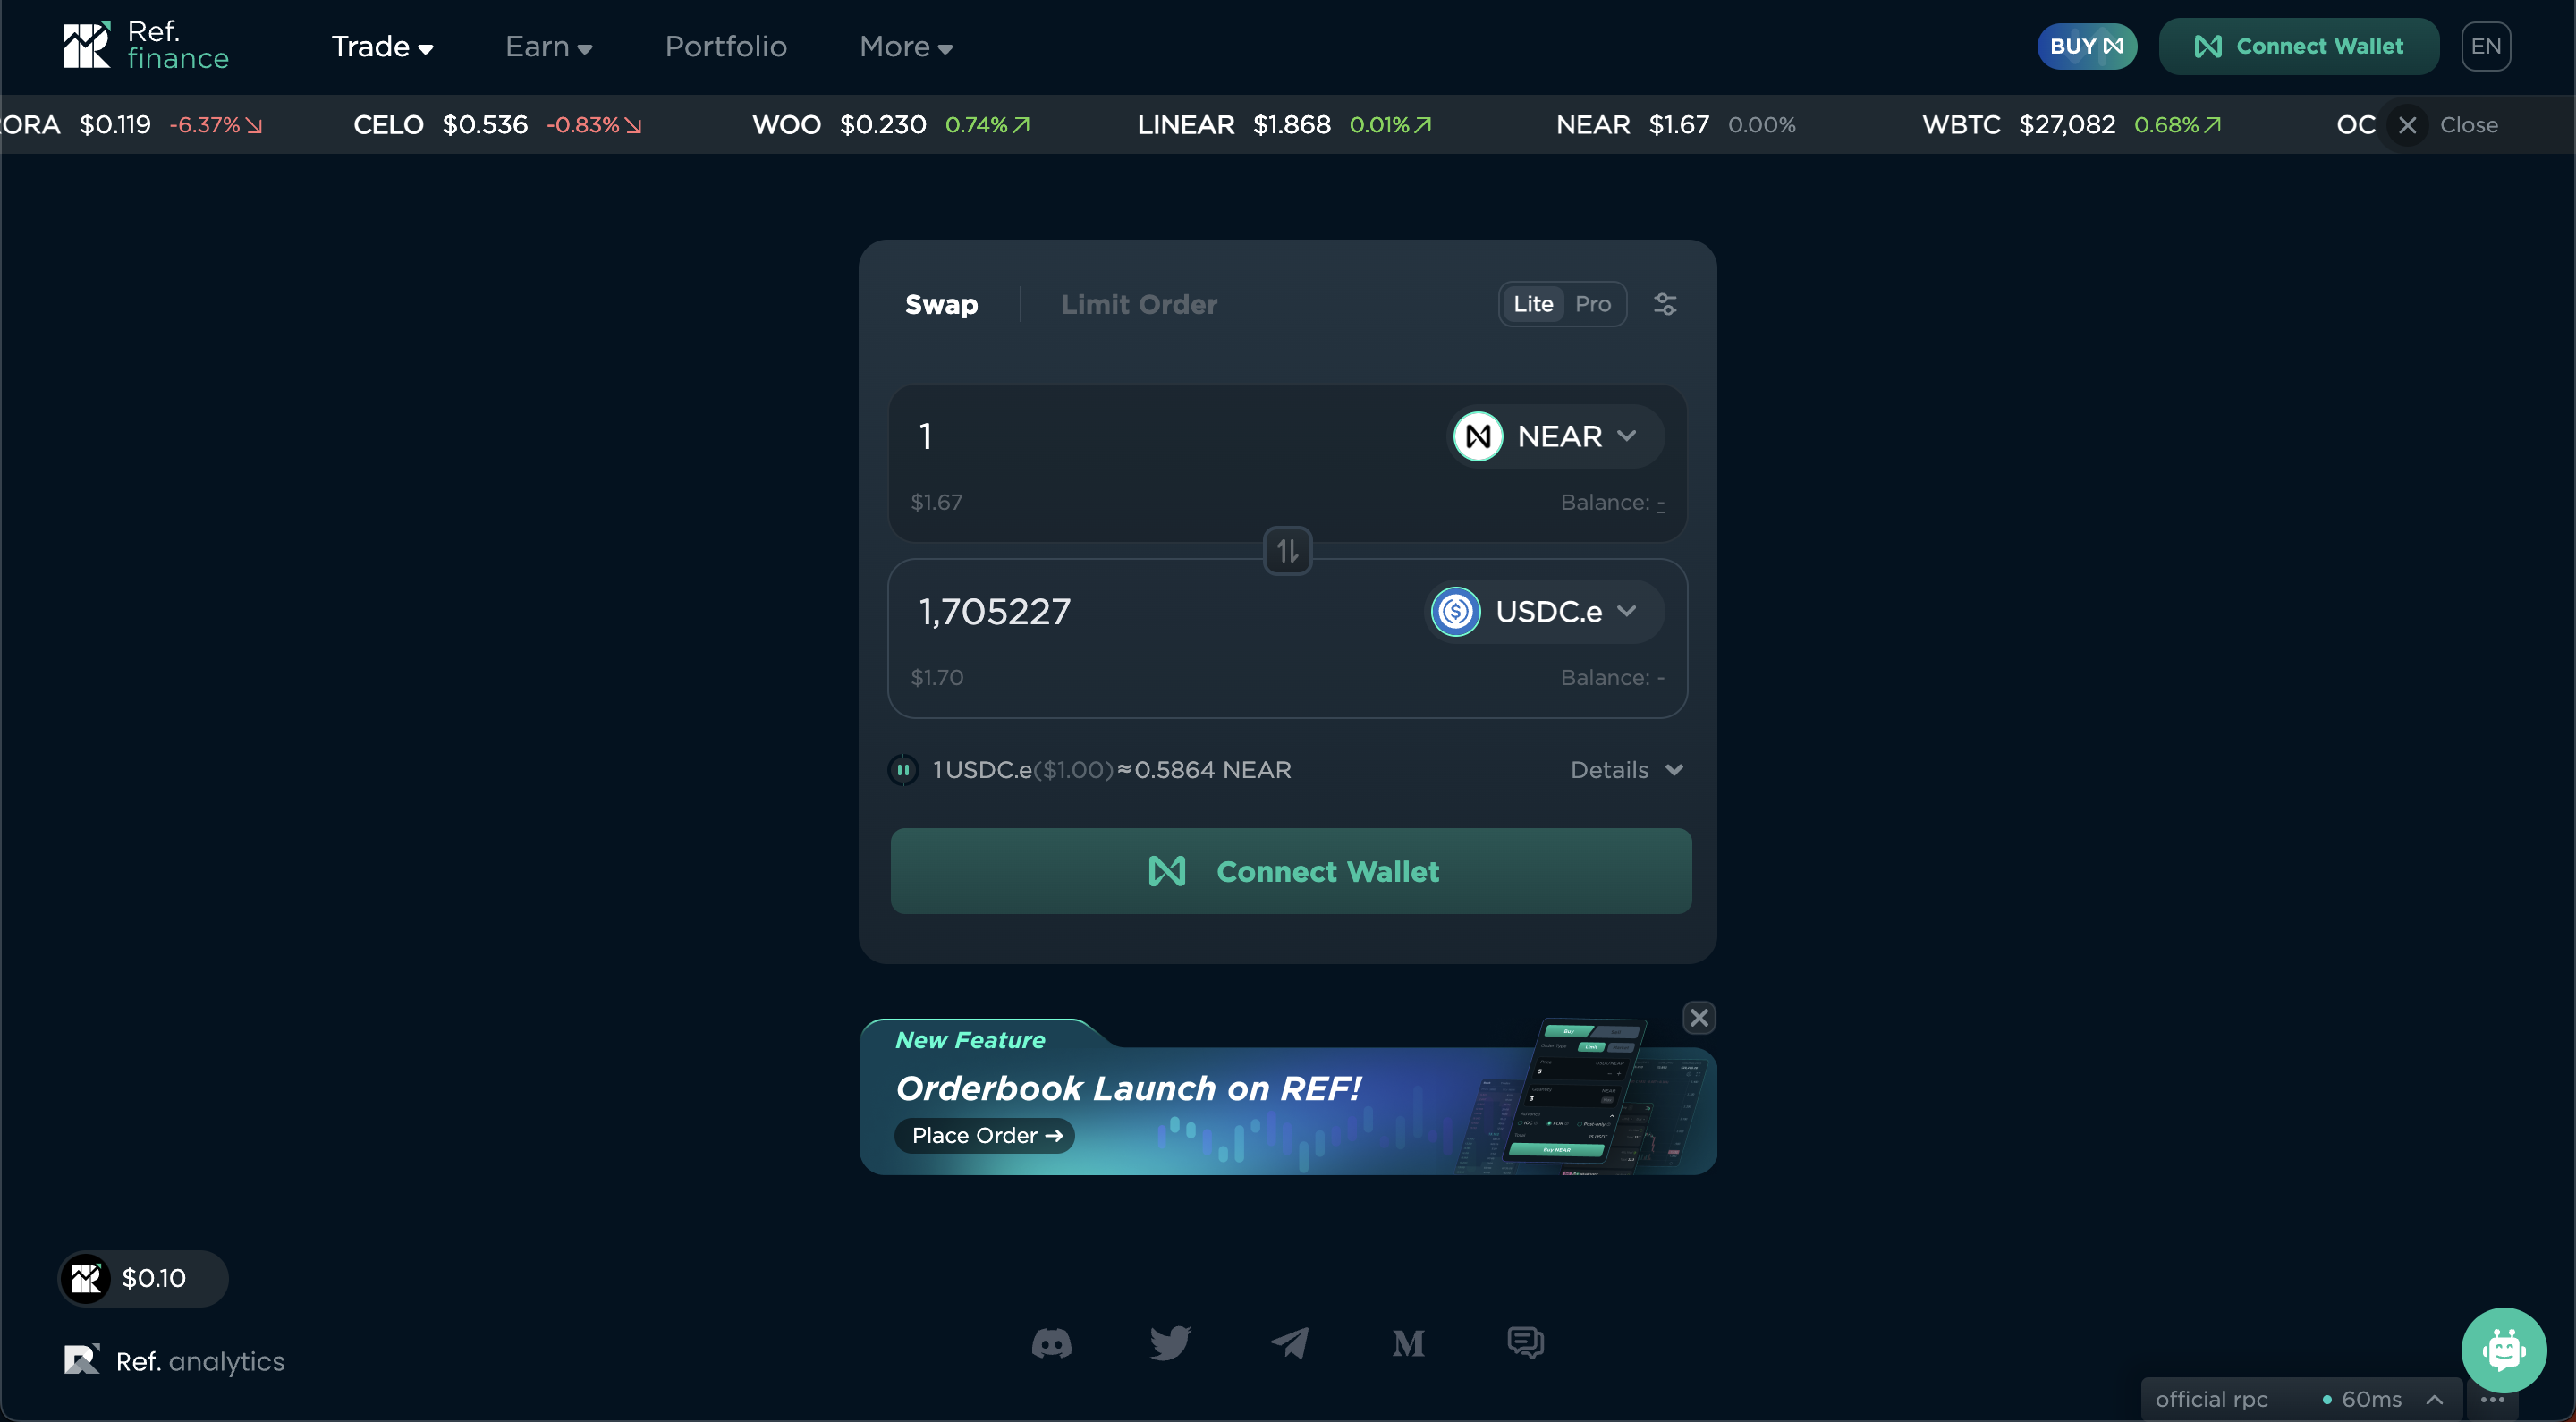 Ref.
finance
Trade
Earn
Portfolio
More
BUY
Connect Wallet
EN
ORA $0.119 -6.37%
CELO $0.536 -0.83%
WOO $0.230 0.74%
LINEAR $1.868 0.01%
NEAR $1.67 0.00%
WBTC $27,082 0.68%
OC
Close
Swap
Limit Order
Lite
Pro
1
NEAR
$1.67
Balance: -
1,705227
USDC.e
$1.70
Balance: -
1 USDC.e($1.00)≈0.5864 NEAR
Details
Connect Wallet
New Feature
Orderbook Launch on REF!
Place Order →
Buy
Limit
Buy NEAR
$0.10
Ref. analytics
official rpc
60ms